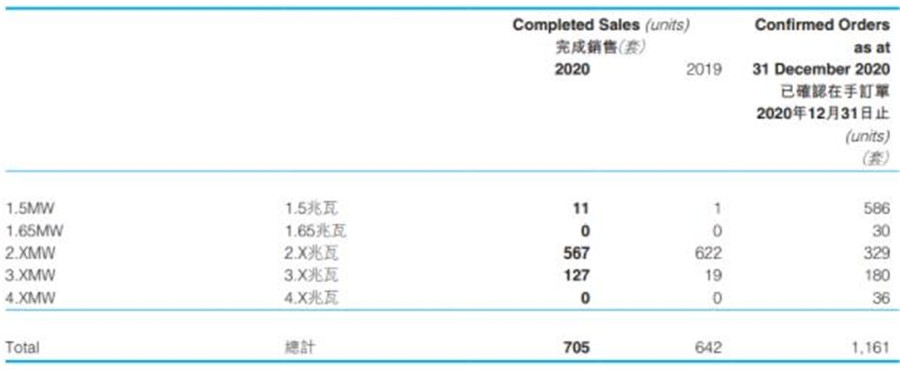 Completed Sales (units) Confirmed Orders
完成銷售(套) as at
2020 2019 31 December 2020
已確認在手訂單
2020年12月31日止
(units)
(套)
1.5MW 1.5兆瓦 11 1 586
1.65MW 1.65兆瓦 0 0 30
2.XMW 2.X兆瓦 567 622 329
3.XMW 3.X兆瓦 127 19 180
4.XMW 4.X兆瓦 0 0 36
Total 總計 705 642 1,161